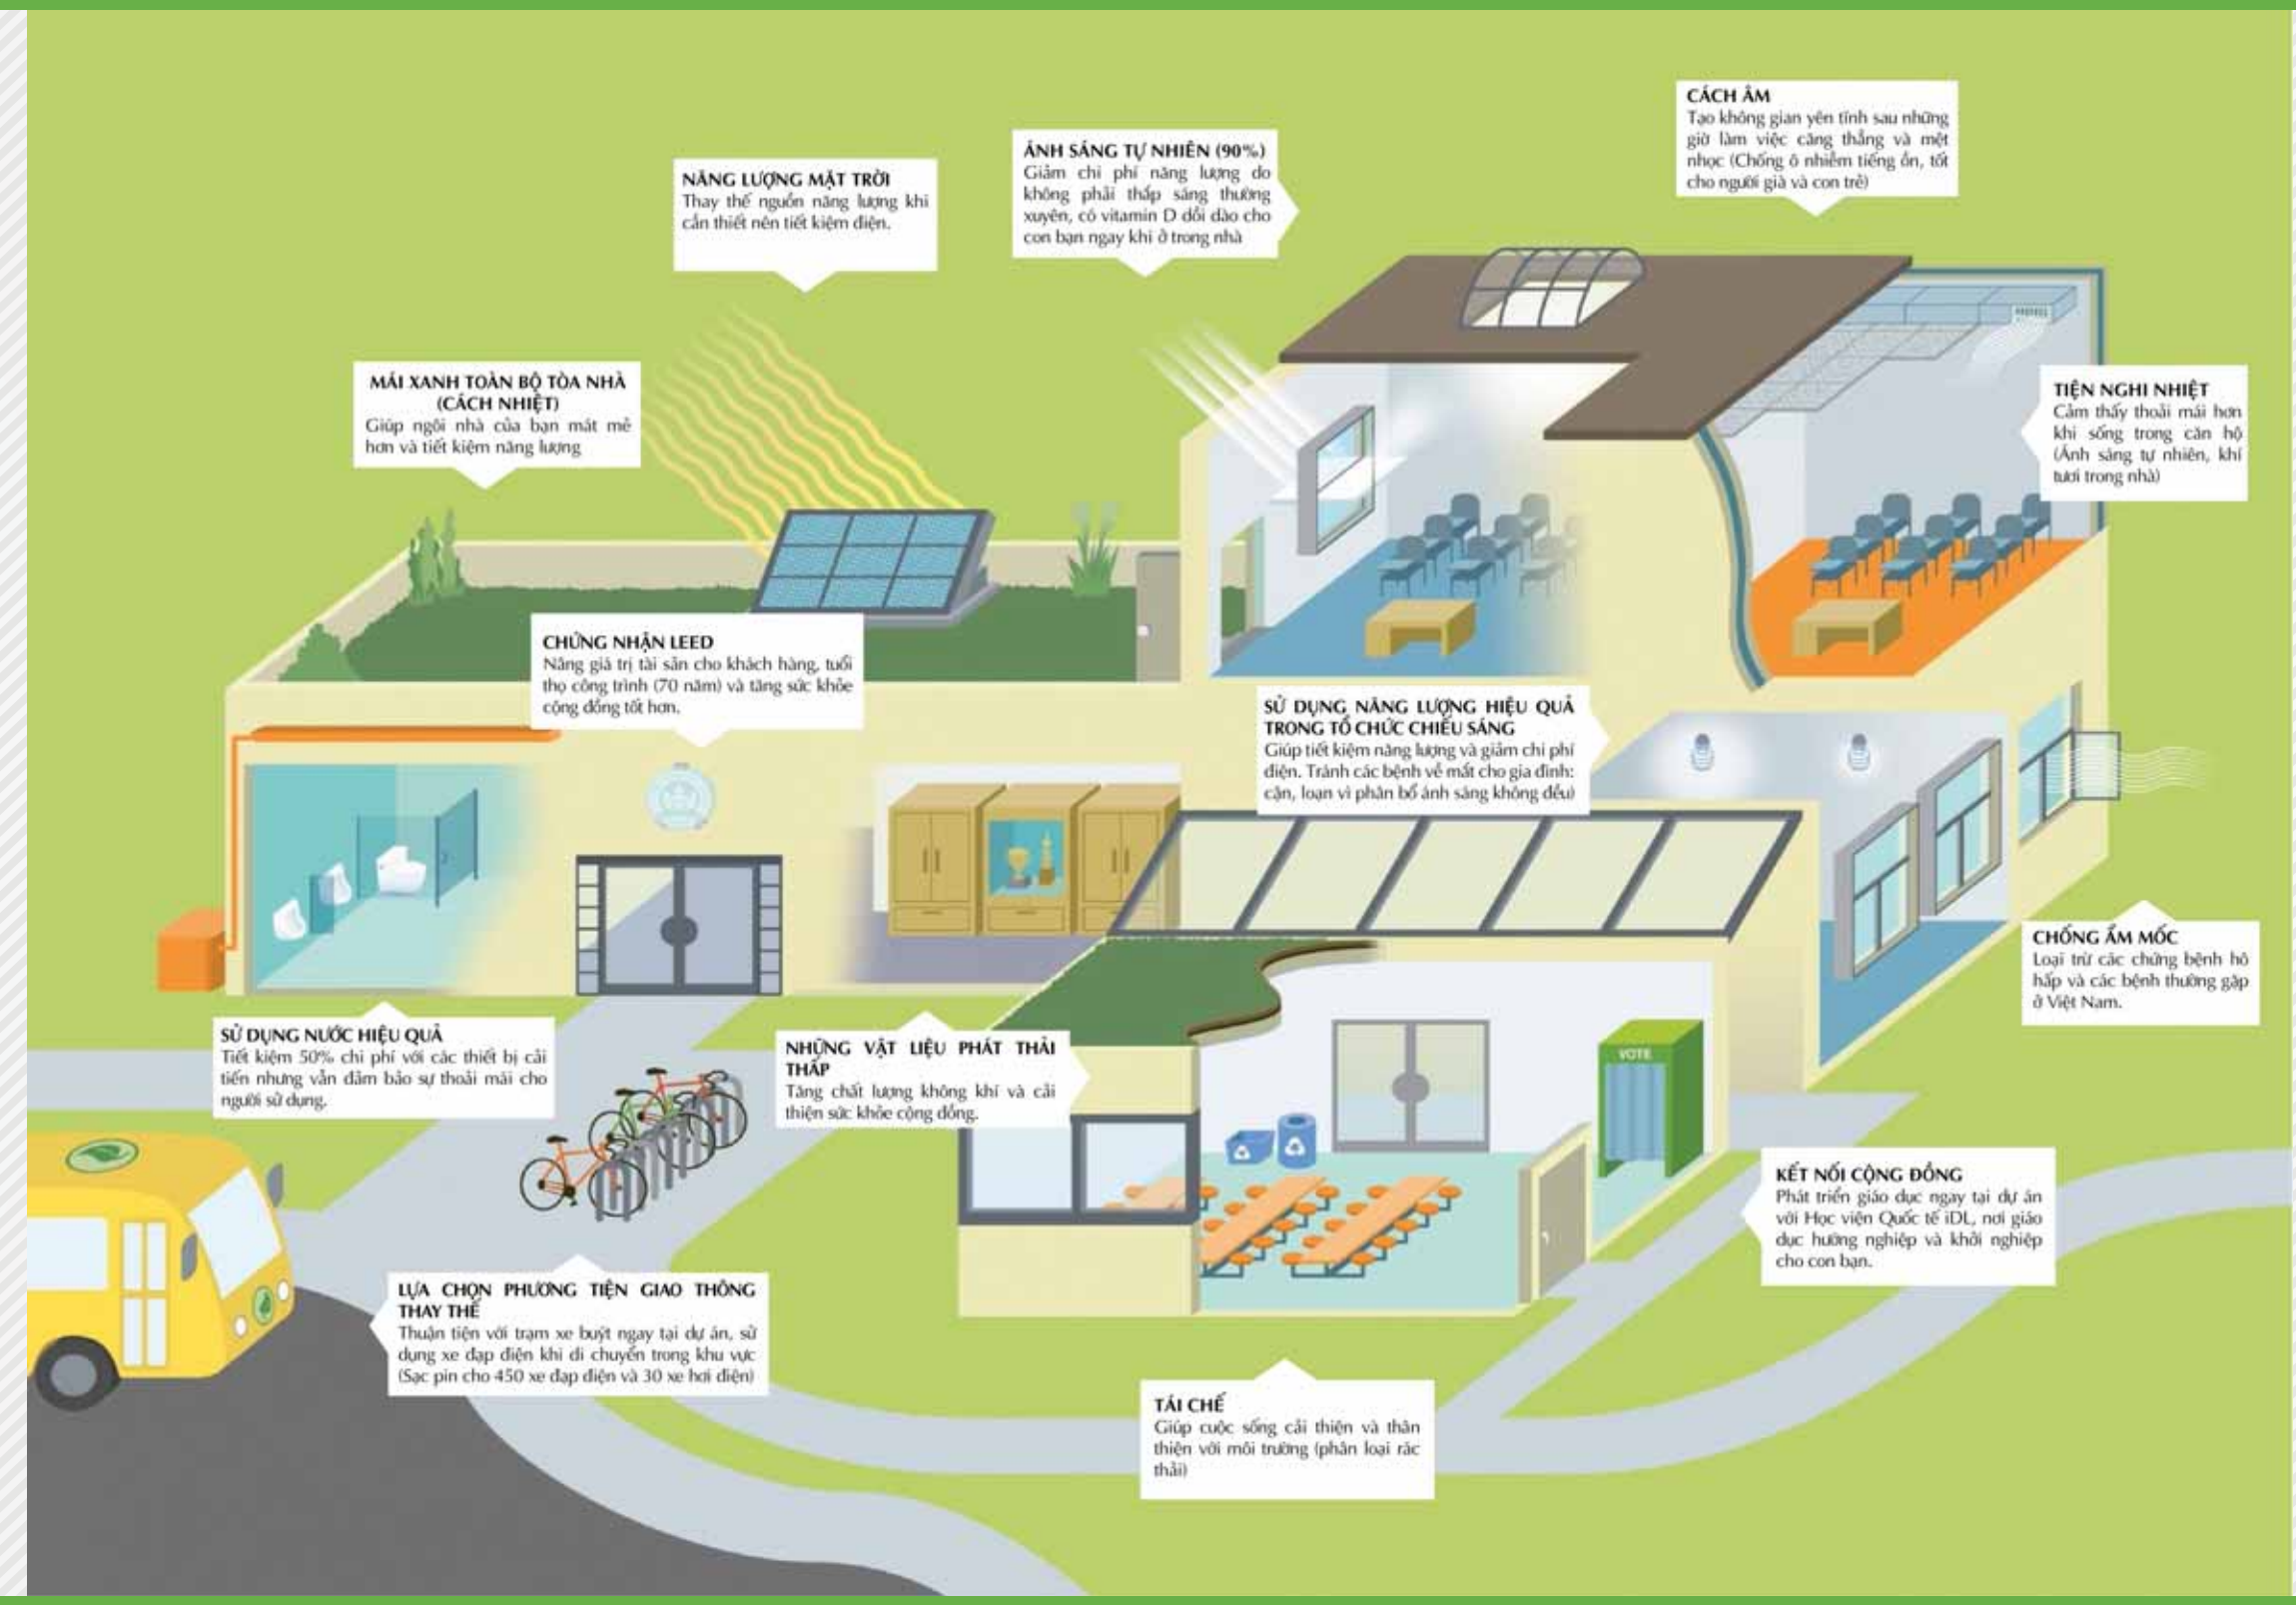 CÁCH ÂM
Tạo không gian yên tĩnh sau những
giờ làm việc căng thẳng và mệt
nhọc (Chống ô nhiễm tiếng ồn, tốt
cho người già và con trẻ)
ÁNH SÁNG TỰ NHIÊN (90%)
Giảm chi phí năng lượng do
không phải thắp sáng thường
xuyên, có vitamin D dồi dào cho
con bạn ngay khi ở trong nhà
NĂNG LƯỢNG MẶT TRỜI
Thay thế nguồn năng lượng khi
cần thiết nên tiết kiệm điện.
MÁI XANH TOÀN BỘ TÒA NHÀ
(CÁCH NHIỆT)
Giúp ngôi nhà của bạn mát mẻ
hơn và tiết kiệm năng lượng
TIỆN NGHI NHIỆT
Cảm thấy thoải mái hơn
khi sống trong căn hộ
(Ánh sáng tự nhiên, khí
tươi trong nhà)
CHỨNG NHẬN LEED
Nâng giá trị tài sản cho khách hàng, tuổi
thọ công trình (70 năm) và tăng sức khỏe
cộng đồng tốt hơn.
SỬ DỤNG NĂNG LƯỢNG HIỆU QUẢ
TRONG TỔ CHỨC CHIẾU SÁNG
Giúp tiết kiệm năng lượng và giảm chi phí
điện. Tránh các bệnh về mắt cho gia đình:
cận, loạn vì phân bổ ánh sáng không đều)
CHỐNG ẨM MỐC
Loại trừ các chứng bệnh hô
hấp và các bệnh thường gặp
ở Việt Nam.
SỬ DỤNG NƯỚC HIỆU QUẢ
Tiết kiệm 50% chi phí với các thiết bị cải
tiến nhưng vẫn đảm bảo sự thoải mái cho
người sử dụng.
NHỮNG VẬT LIỆU PHÁT THẢI
THẤP
Tăng chất lượng không khí và cải
thiện sức khỏe cộng đồng.
VOTE
KẾT NỐI CỘNG ĐỒNG
Phát triển giáo dục ngay tại dự án
với Học viện Quốc tế iDL, nơi giáo
dục hướng nghiệp và khởi nghiệp
cho con bạn.
LỰA CHỌN PHƯƠNG TIỆN GIAO THÔNG
THAY THẾ
Thuận tiện với trạm xe buýt ngay tại dự án, sử
dụng xe đạp điện khi di chuyển trong khu vực
(Sạc pin cho 450 xe đạp điện và 30 xe hơi điện)
TÁI CHẾ
Giúp cuộc sống cải thiện và thân
thiện với môi trường (phân loại rác
thải)